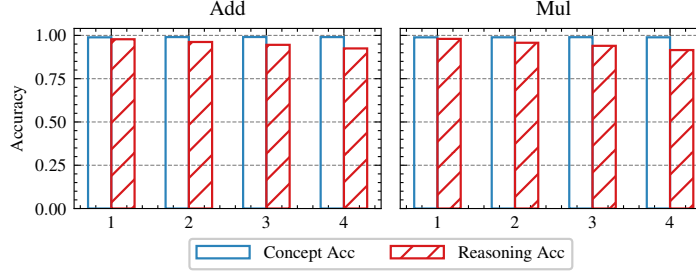 Add
Mul
Accuracy
1.00
0.75
0.50
0.25
0.00
1 2 3 4
1 2 3 4
Concept Acc
Reasoning Acc